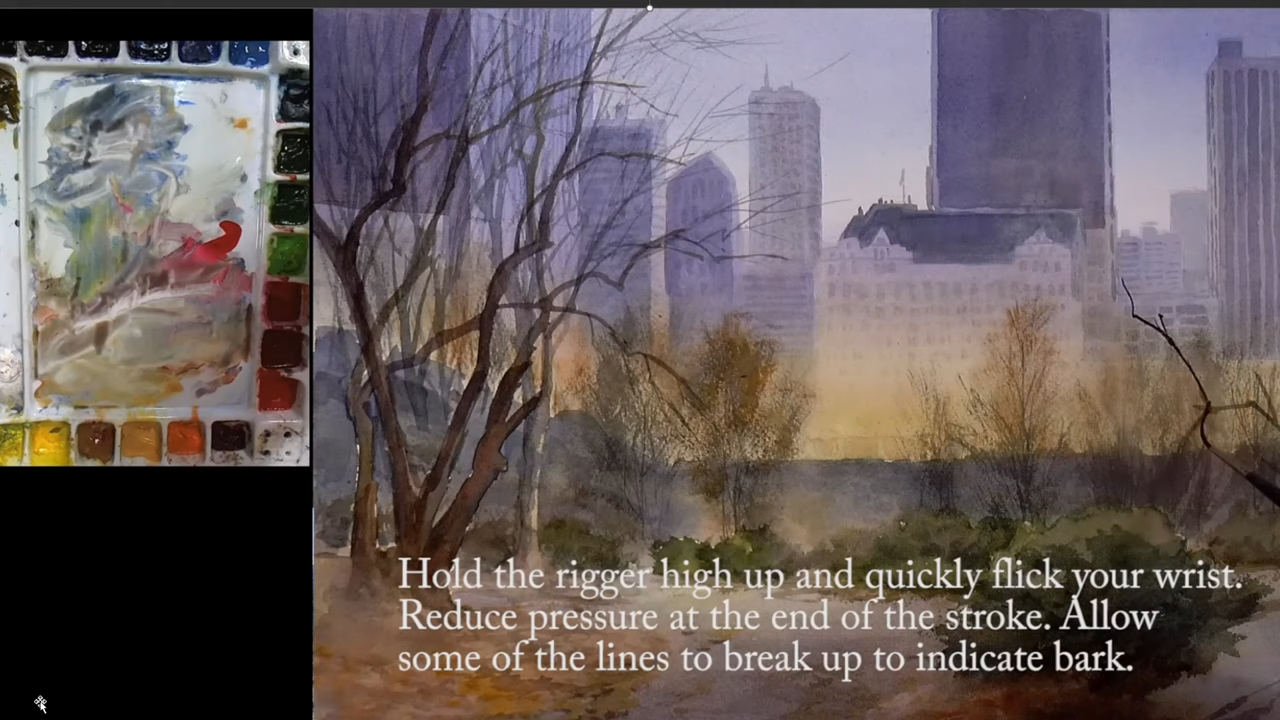 Hold the rigger high up and quickly flick your wrist.
Reduce pressure at the end of the stroke. Allow
some of the lines to break up to indicate bark.